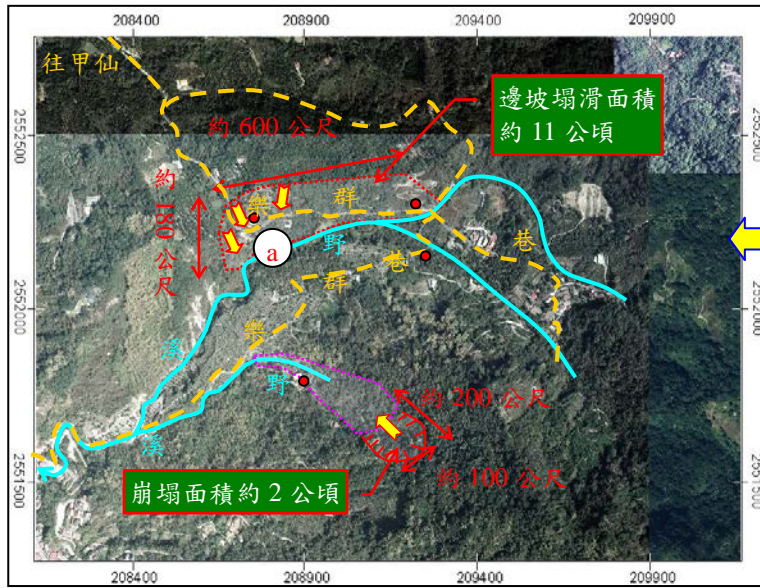 208400
208900
209400
209900
往甲仙
邊坡塌滑面積
約 11 公頃
約 600 公尺
2552500
2552500
約 180 公尺
樂
群
巷
a
野
巷
群
2552000
2552000
樂
溪
野
約 200 公尺
溪
約 100 公尺
崩塌面積約 2 公頃
2551500
2551500
208400
208900
209400
209900